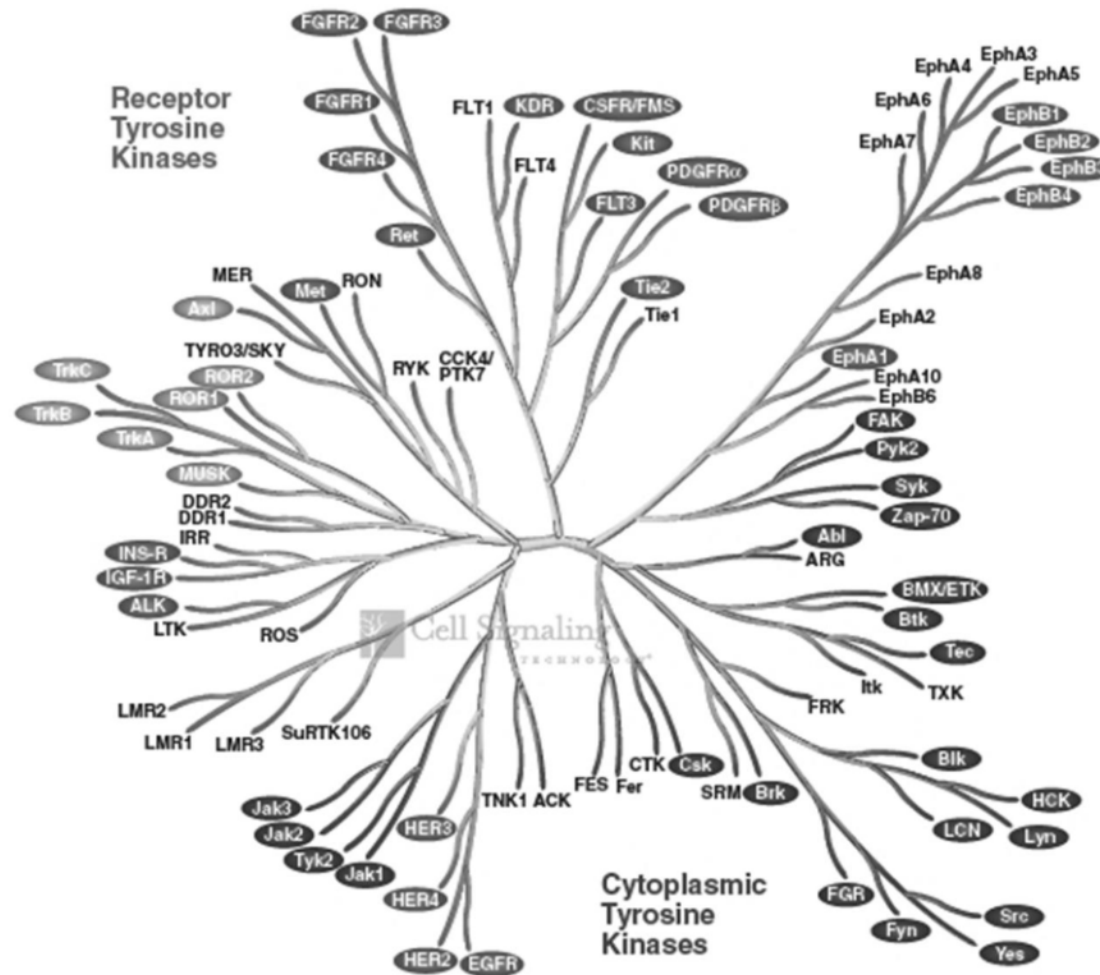 FGFR2
FGFR3
FGFR1
FGFR4
Ret
Receptor
Tyrosine
Kinases
FLT1
KDR
FLT4
CSFR/FMS
Kit
FLT3
PDGFRα
PDGFRβ
Tie2
Tie1
EphA4
EphA3
EphA5
EphA6
EphA7
EphB1
EphB2
EphB3
EphB4
EphA8
EphA2
EphA1
EphA10
EphB6
FAK
Pyk2
Syk
Zap-70
Abl
ARG
BMX/ETK
Btk
Tec
TXK
Itk
FRK
Blk
HCK
Lyn
LCN
Src
Yes
Fyn
FGR
MER
Met
RON
Axl
TYRO3/SKY
RYK
CCK4/
PTK7
TrkC
TrkB
TrkA
ROR2
ROR1
MUSK
DDR2
DDR1
IRR
INS-R
IGF-1R
ALK
LTK
ROS
Cell Signaling
TECHNOLOGY®
LMR2
LMR1
LMR3
SuRTK106
Jak3
Jak2
Tyk2
Jak1
HER3
HER4
HER2
EGFR
TNK1
ACK
FES
Fer
CTK
Csk
SRM
Brk
Cytoplasmic
Tyrosine
Kinases